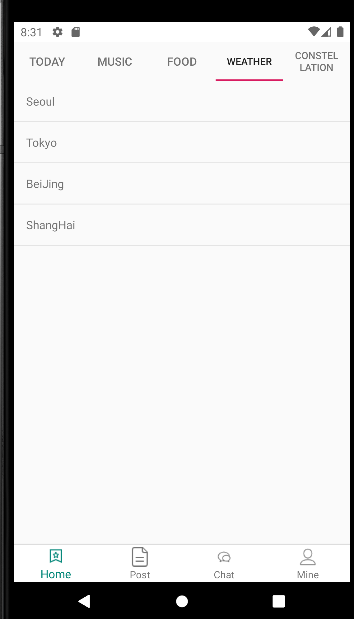 8:31
TODAY
MUSIC
FOOD
WEATHER
CONSTEL
LATION
Seoul
Tokyo
BeiJing
ShangHai
Home
Post
Chat
Mine